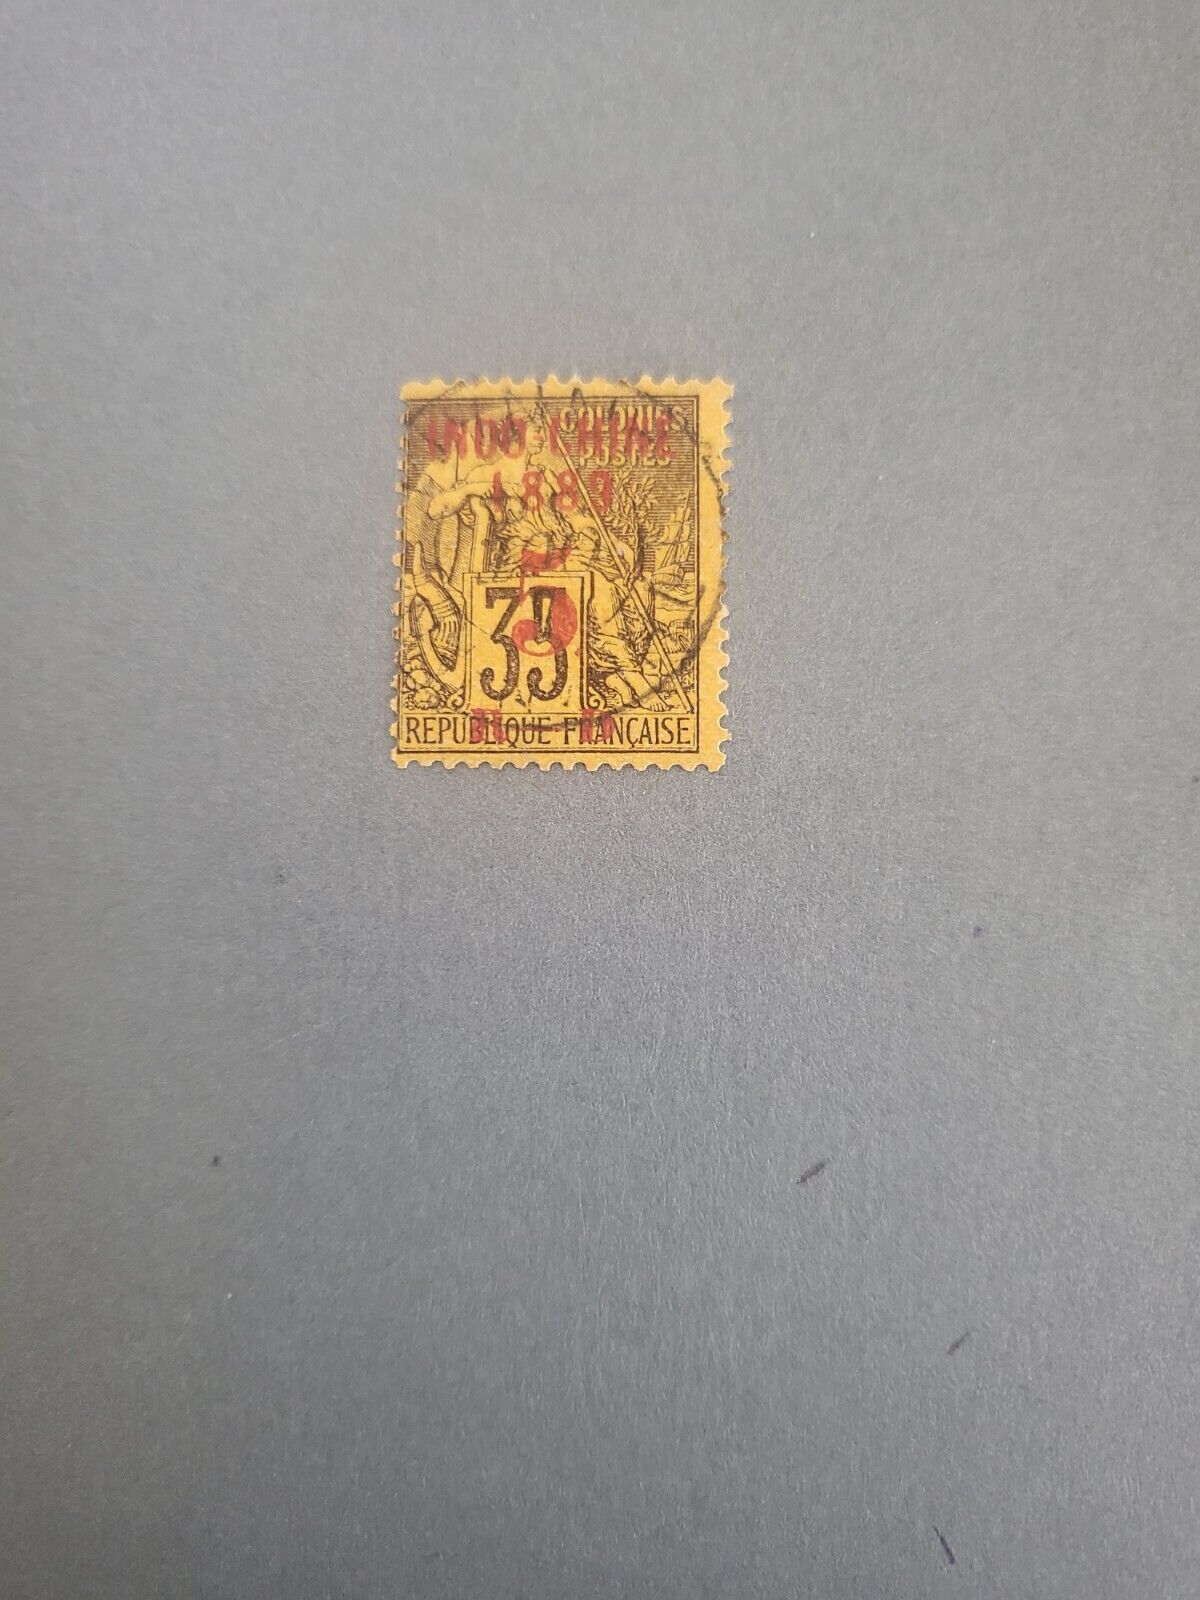 COLONIES
POSTES
INDO-CHINE
1889
5
35
R — D
REPUBLIQUE FRANÇAISE